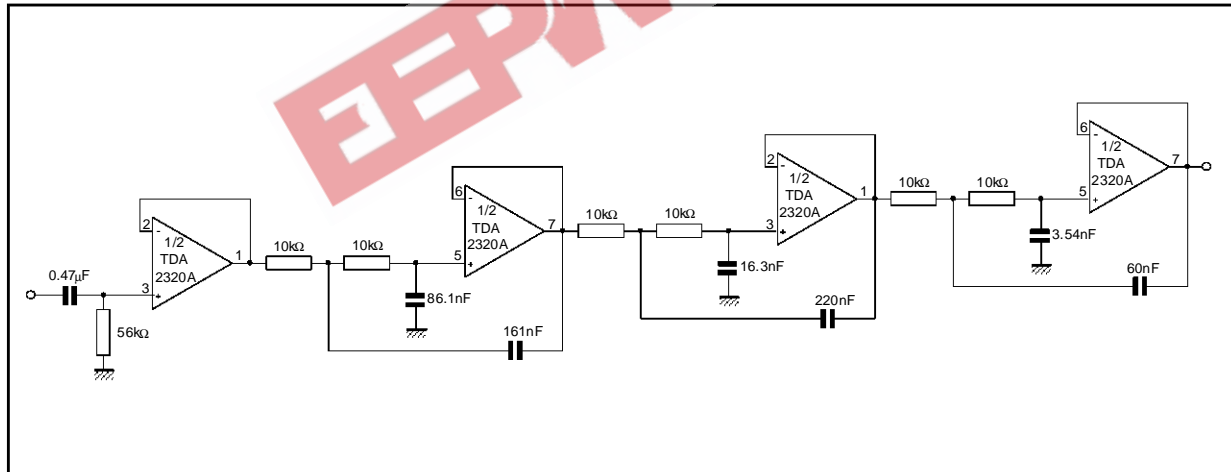 EEPW
0.47μF
56kΩ
3
+
2
-
1/2
TDA
2320A
1
10kΩ
10kΩ
86.1nF
161nF
5
+
6
-
1/2
TDA
2320A
7
10kΩ
10kΩ
16.3nF
220nF
3
+
2
-
1/2
TDA
2320A
1
10kΩ
10kΩ
3.54nF
60nF
5
+
6
-
1/2
TDA
2320A
7